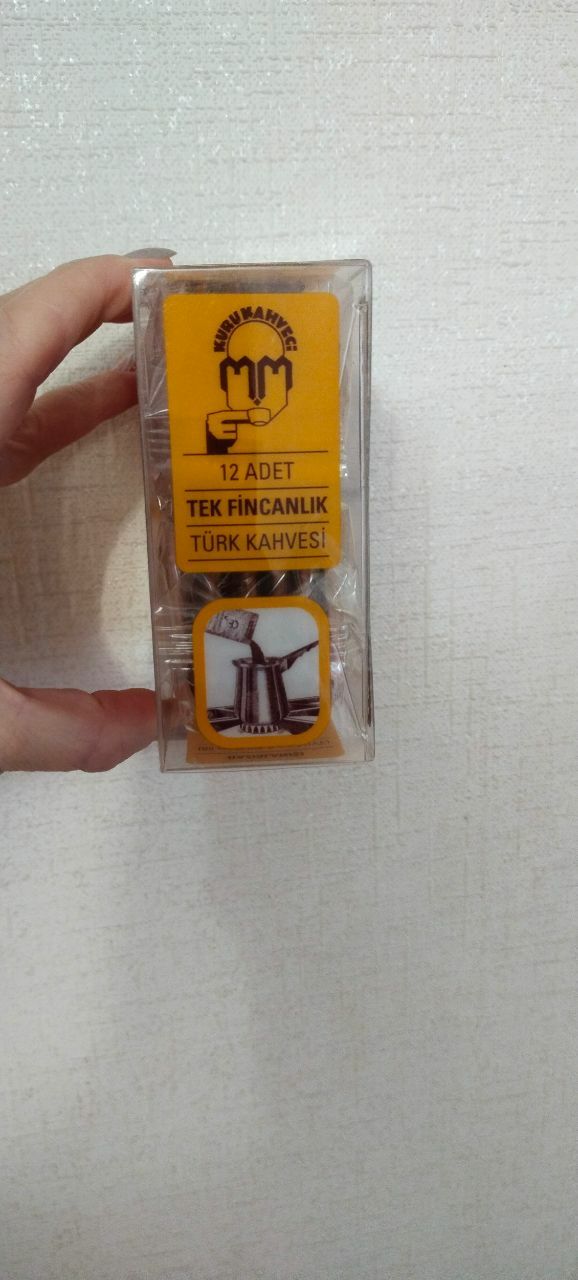 KURUKAHVECİ
MM
12 ADET
TEK FİNCANLIK
TÜRK KAHVESİ